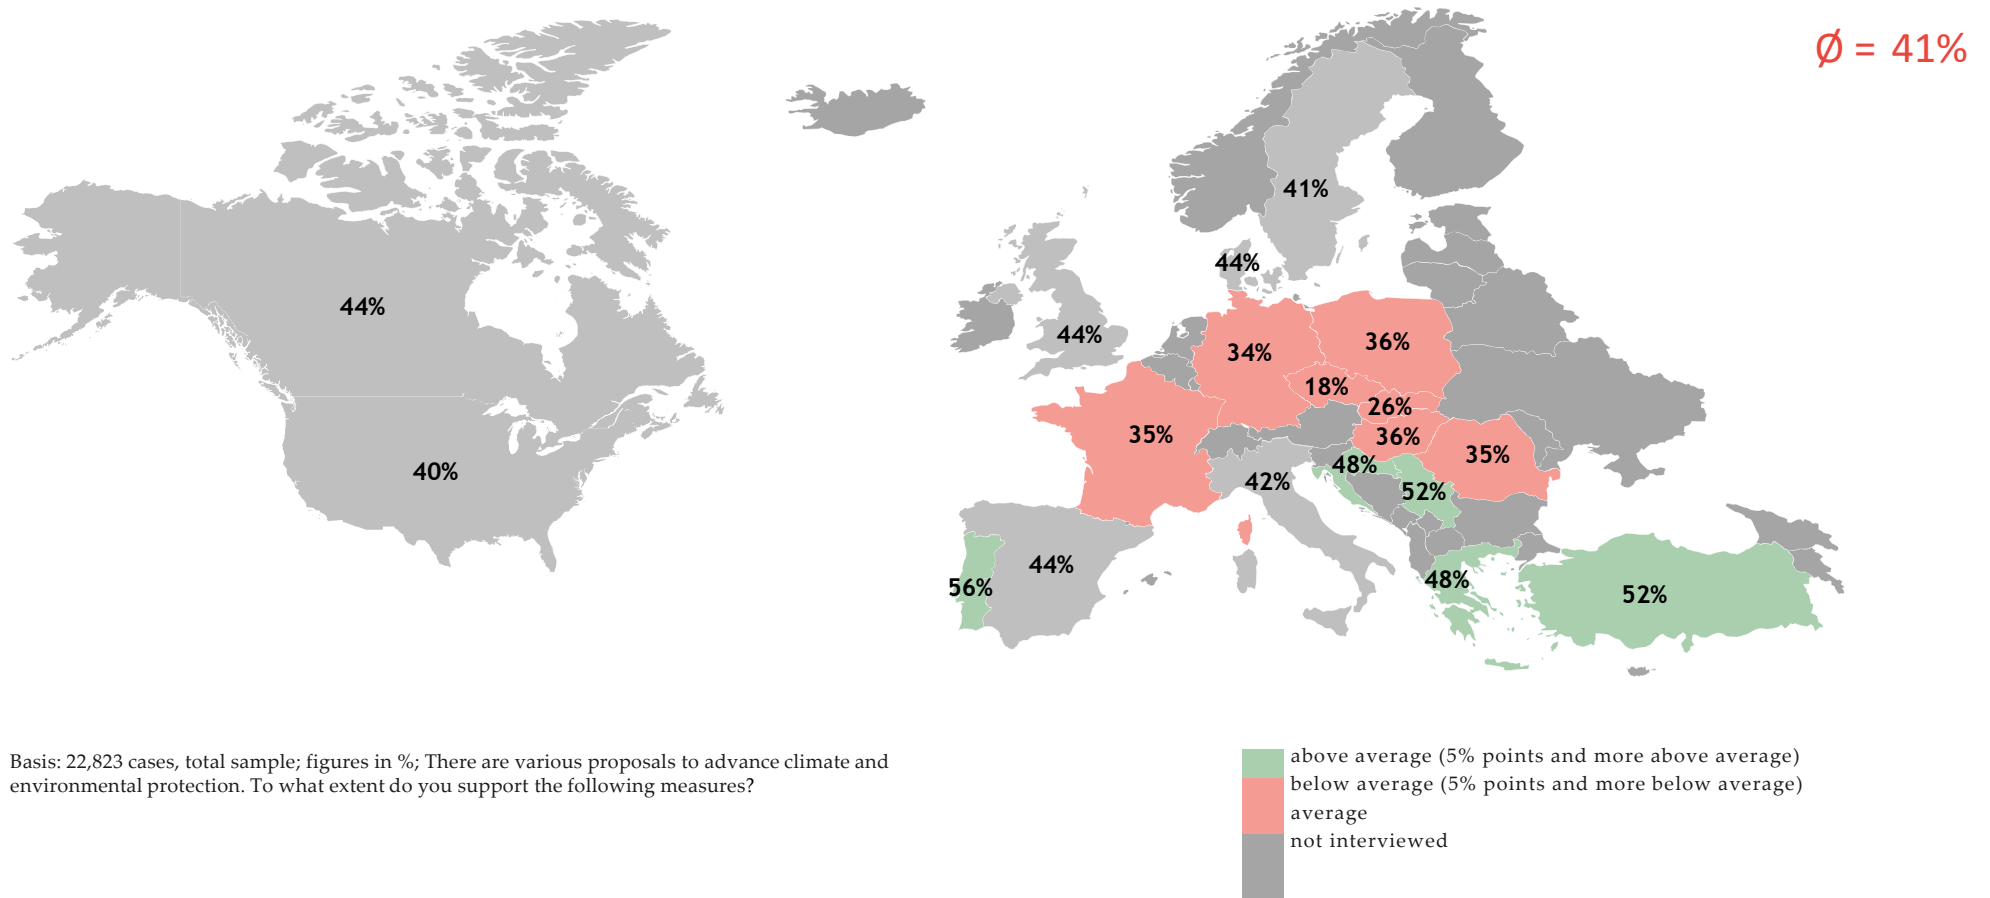 Ø = 41%
41%
44%
44%
44%
36%
34%
18%
26%
35%
36%
35%
48%
40%
42%
52%
44%
48%
56%
52%
Basis: 22,823 cases, total sample; figures in %; There are various proposals to advance climate and
environmental protection. To what extent do you support the following measures?
above average (5% points and more above average)
below average (5% points and more below average)
average
not interviewed